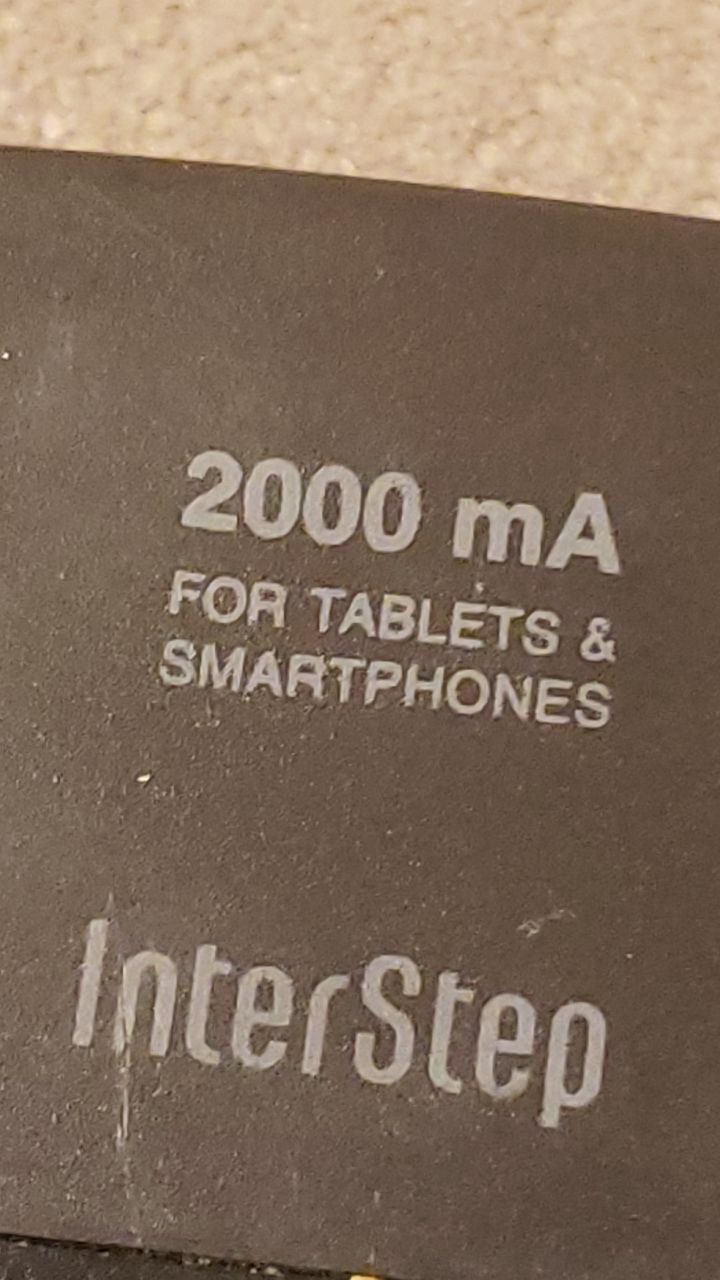 2000 mA
FOR TABLETS &
SMARTPHONES
InterStep